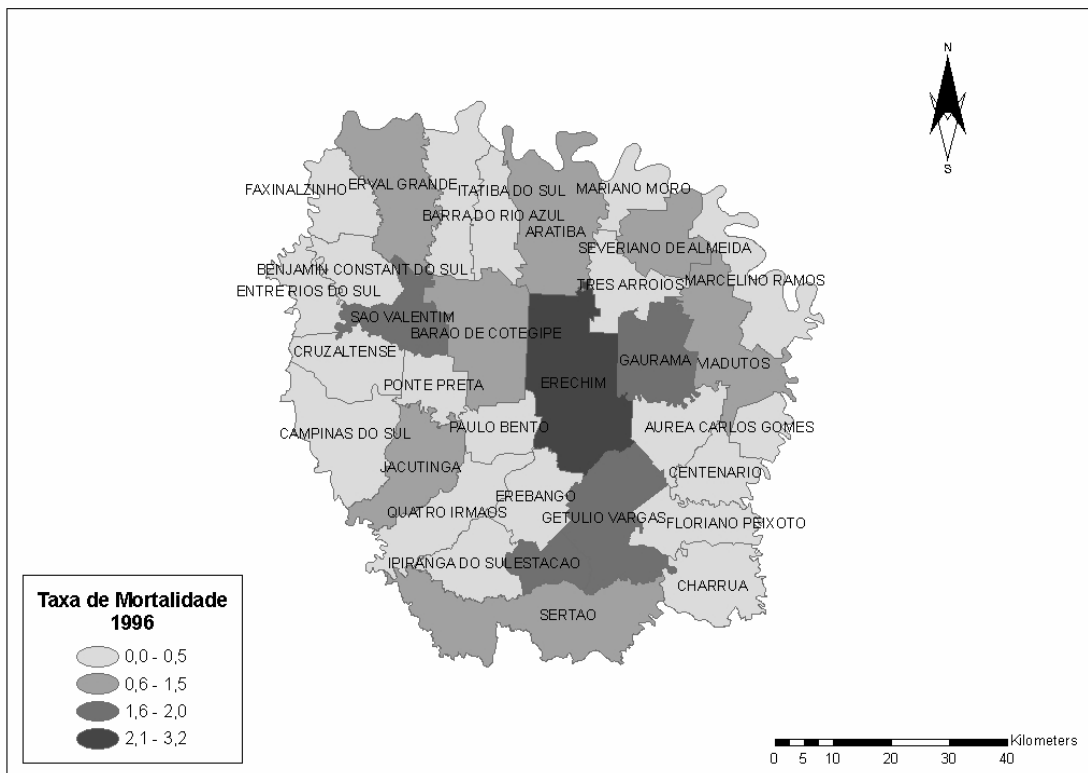 N
S
FAXINALZINHO
ERVAL GRANDE
ITATIBA DO SUL
MARIANO MORO
BARRA DO RIO AZUL
ARATIBA
SEVERIANO DE ALMEIDA
BENJAMIN CONSTANT DO SUL
ENTRE RIOS DO SUL
TRES ARROIOS
MARCELINO RAMOS
SAO VALENTIM
BARAO DE COTEGIPE
CRUZALTENSE
GAURAMA
VIADUTOS
PONTE PRETA
ERECHIM
CAMPINAS DO SUL
PAULO BENTO
AUREA
CARLOS GOMES
JACUTINGA
CENTENARIO
EREBANGO
QUATRO IRMAOS
GETULIO VARGAS
FLORIANO PEIXOTO
IPIRANGA DO SUL
ESTACAO
CHARRUA
SERTAO
Taxa de Mortalidade
1996
0,0 - 0,5
0,6 - 1,5
1,6 - 2,0
2,1 - 3,2
Kilometers
0 5 10 20 30 40